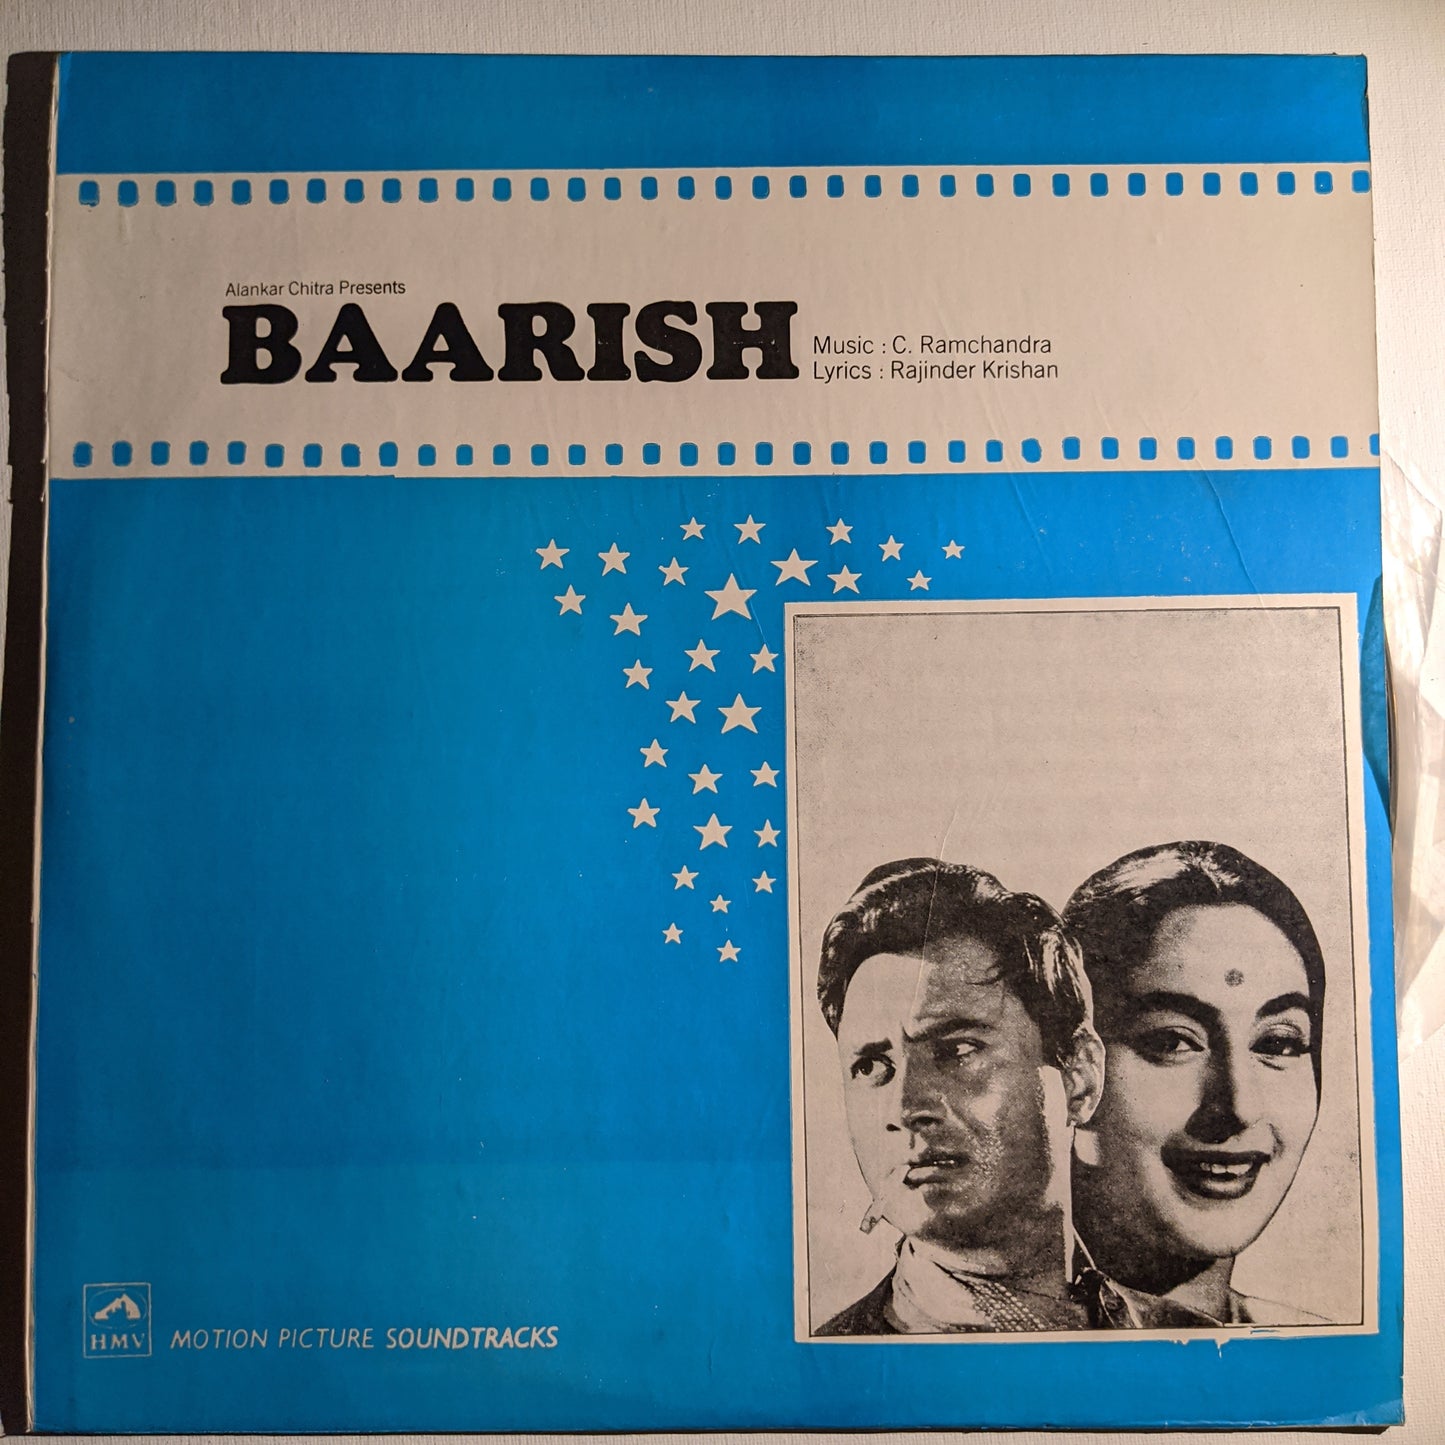 Alankar Chitra Presents
BAARISH
Music : C. Ramchandra
Lyrics : Rajinder Krishan
HMV
MOTION PICTURE SOUNDTRACKS